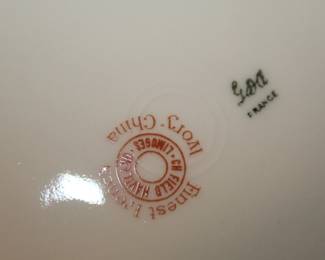 GDA
FRANCE
Finest
Ivory-China
CH FIELD HAVILAND
LIMOGES